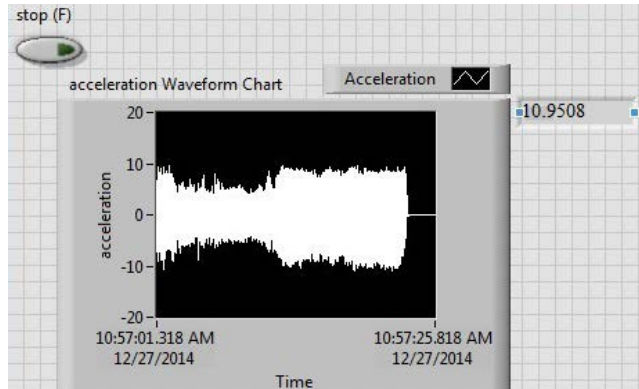 stop (F)
acceleration Waveform Chart
Acceleration
10.9508
20
10
0
-10
-20
acceleration
10:57:01.318 AM
12/27/2014
10:57:25.818 AM
12/27/2014
Time